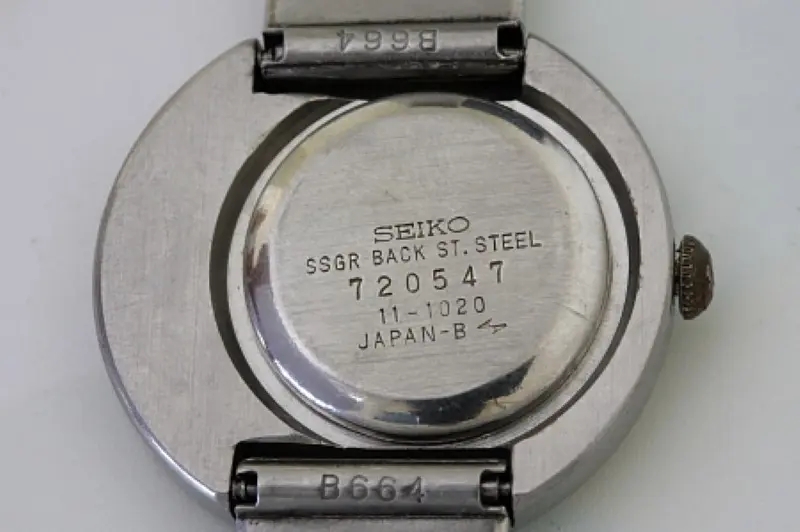 B664
SEIKO
SSGR BACK ST. STEEL
720547
11-1020
JAPAN-B
B664